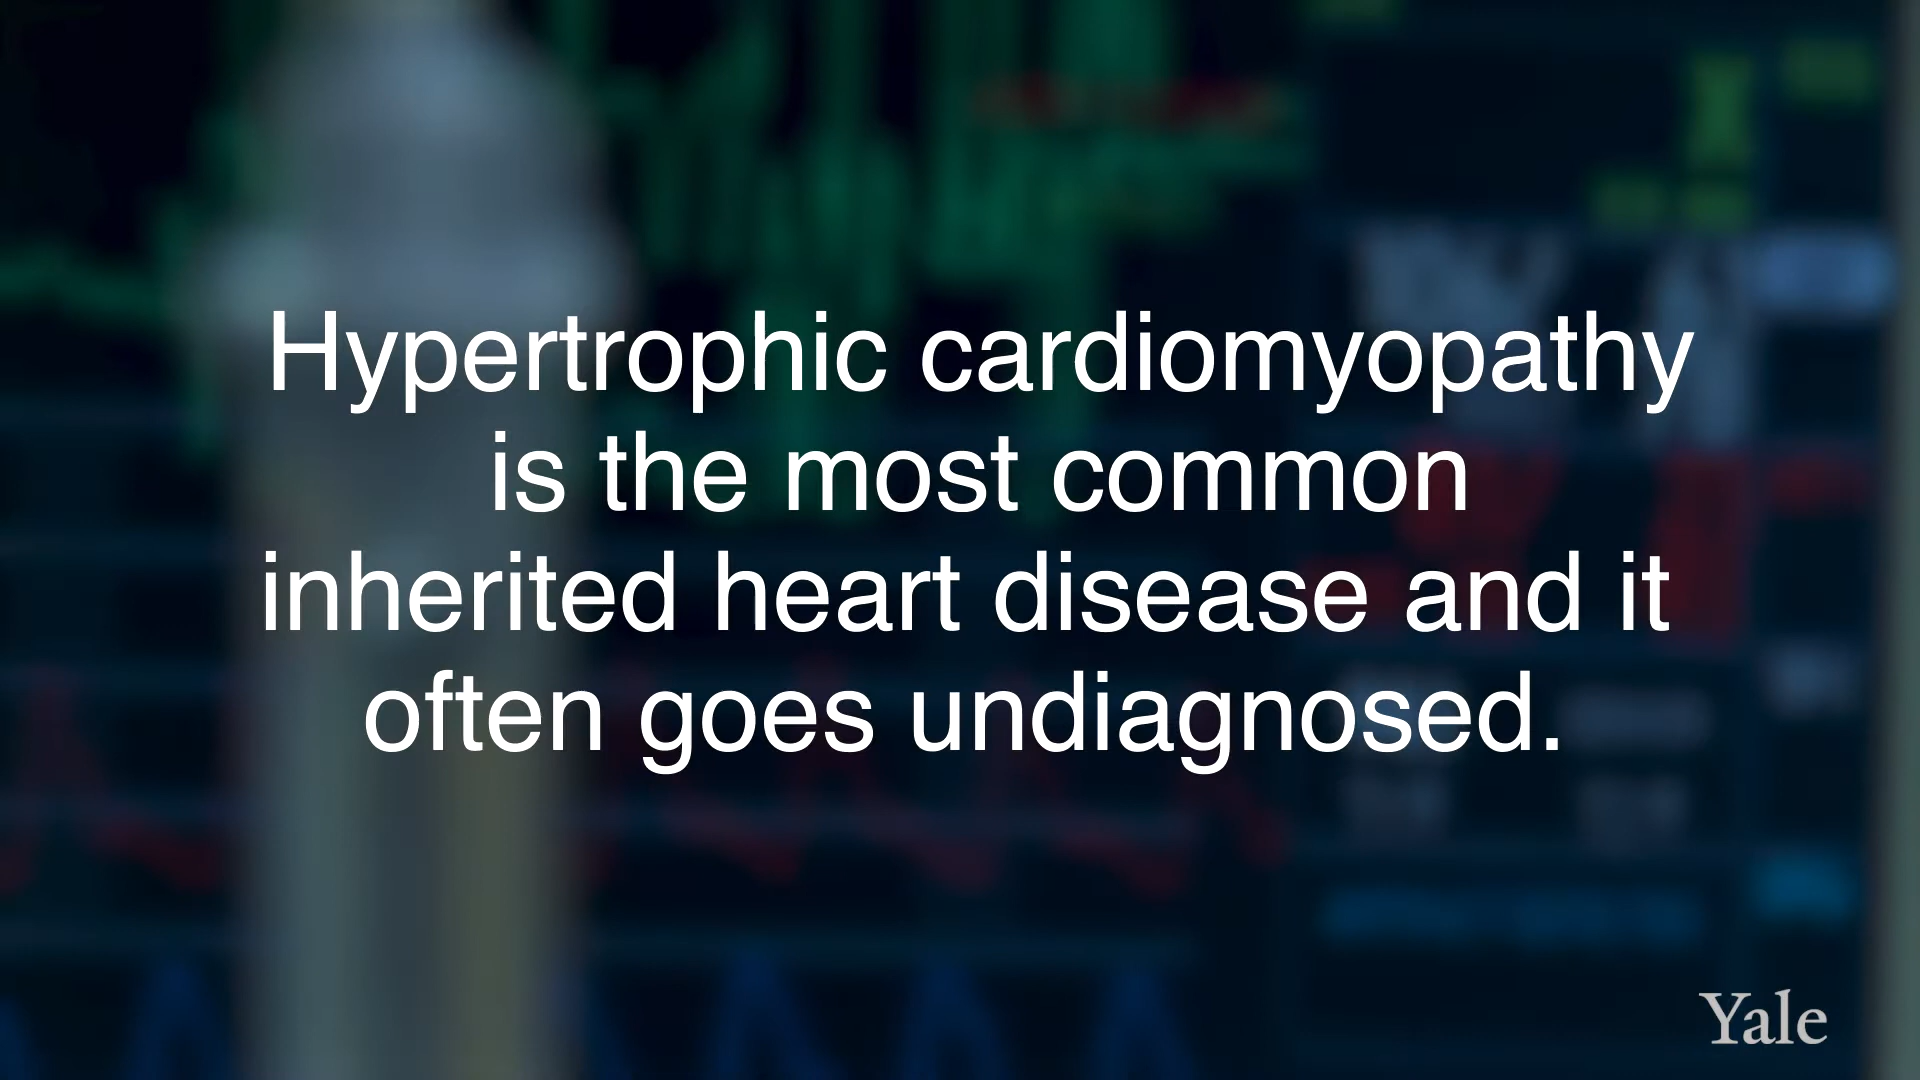 Hypertrophic cardiomyopathy
is the most common
inherited heart disease and it
often goes undiagnosed.
Yale